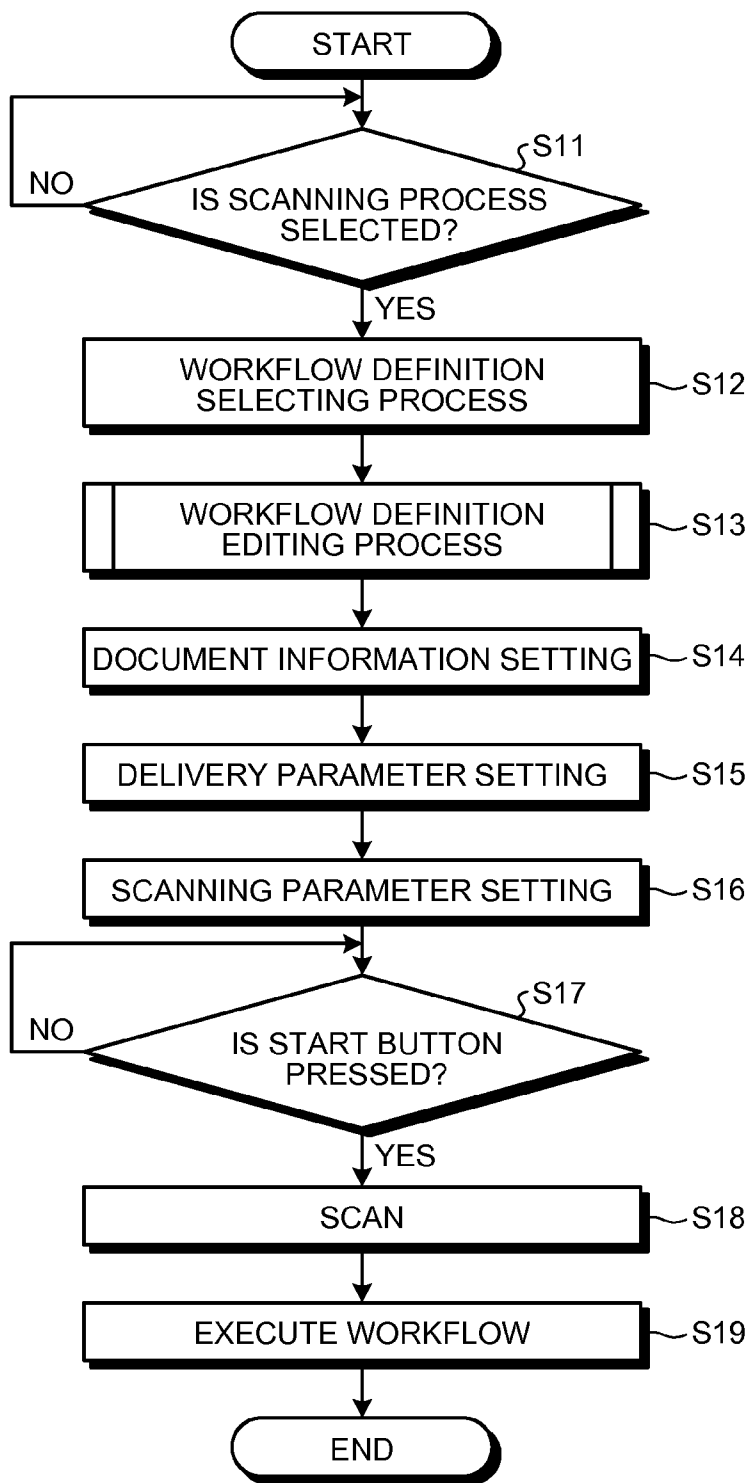 START
S11
NO
IS SCANNING PROCESS
SELECTED?
YES
WORKFLOW DEFINITION
SELECTING PROCESS
S12
WORKFLOW DEFINITION
EDITING PROCESS
S13
DOCUMENT INFORMATION SETTING
S14
DELIVERY PARAMETER SETTING
S15
SCANNING PARAMETER SETTING
S16
S17
NO
IS START BUTTON
PRESSED?
YES
SCAN
S18
EXECUTE WORKFLOW
S19
END